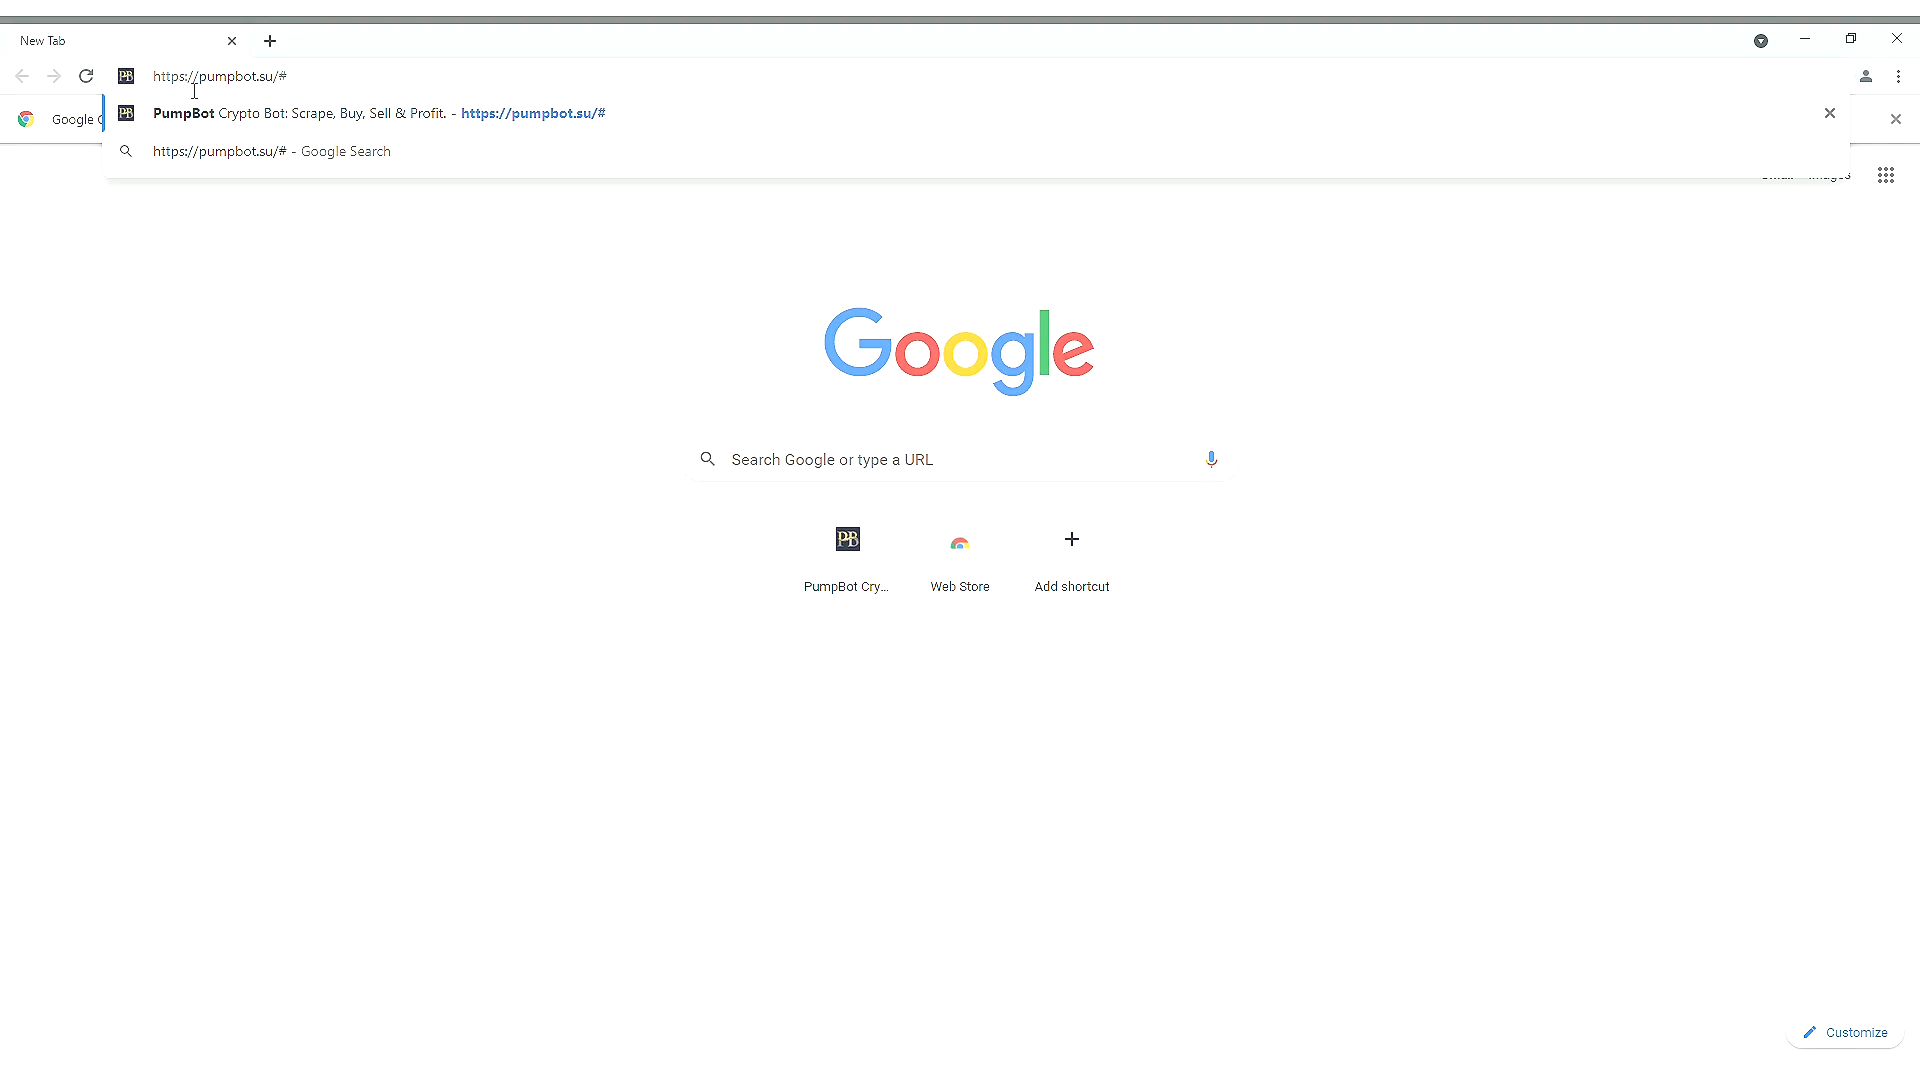 New Tab
https://pumpbot.su/#
Google
PumpBot Crypto Bot: Scrape, Buy, Sell & Profit. - https://pumpbot.su/#
https://pumpbot.su/# - Google Search
Google
Search Google or type a URL
PB
PumpBot Cry...
Web Store
Add shortcut
Customize